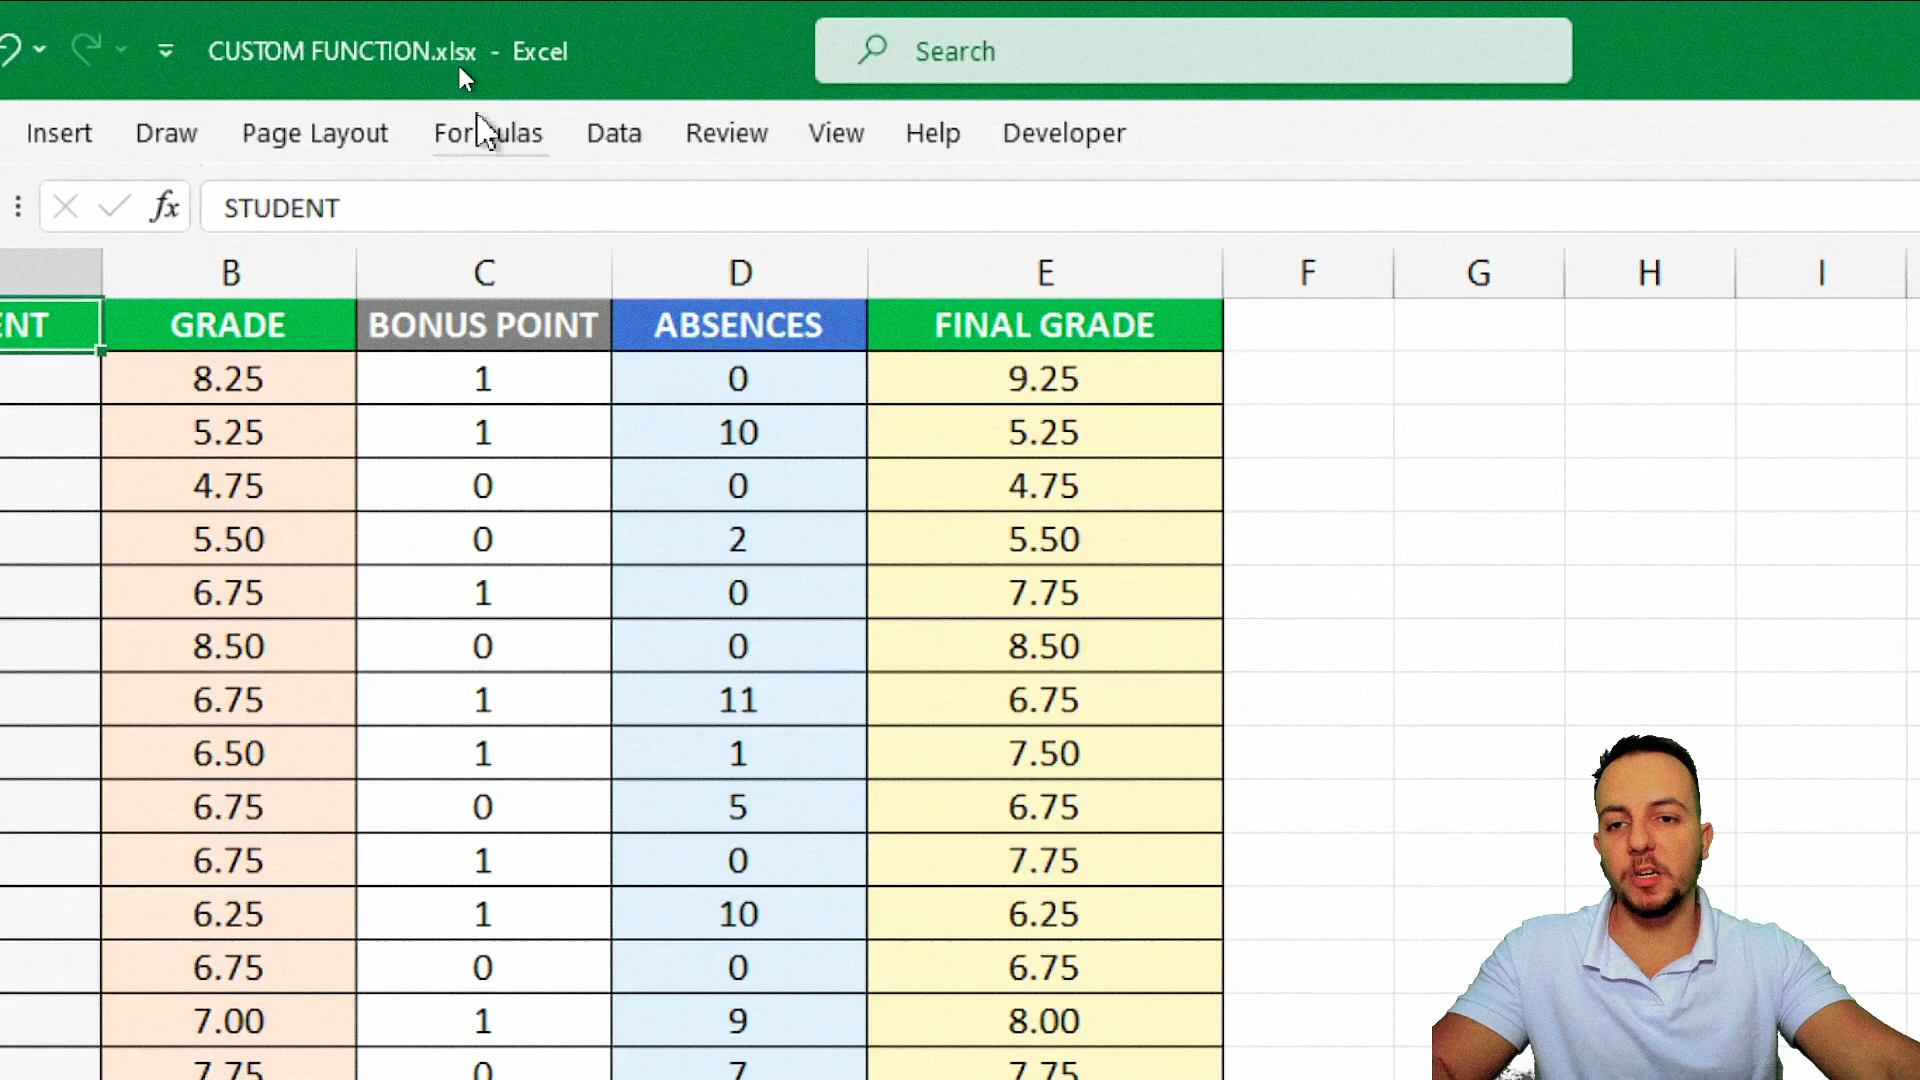 CUSTOM FUNCTION.xlsx - Excel
Search
Insert Draw Page Layout Formulas Data Review View Help Developer
fx STUDENT
B C D E F G H I
ENT GRADE BONUS POINT ABSENCES FINAL GRADE
8.25 1 0 9.25
5.25 1 10 5.25
4.75 0 0 4.75
5.50 0 2 5.50
6.75 1 0 7.75
8.50 0 0 8.50
6.75 1 11 6.75
6.50 1 1 7.50
6.75 0 5 6.75
6.75 1 0 7.75
6.25 1 10 6.25
6.75 0 0 6.75
7.00 1 9 8.00
7.75 0 7 7.75